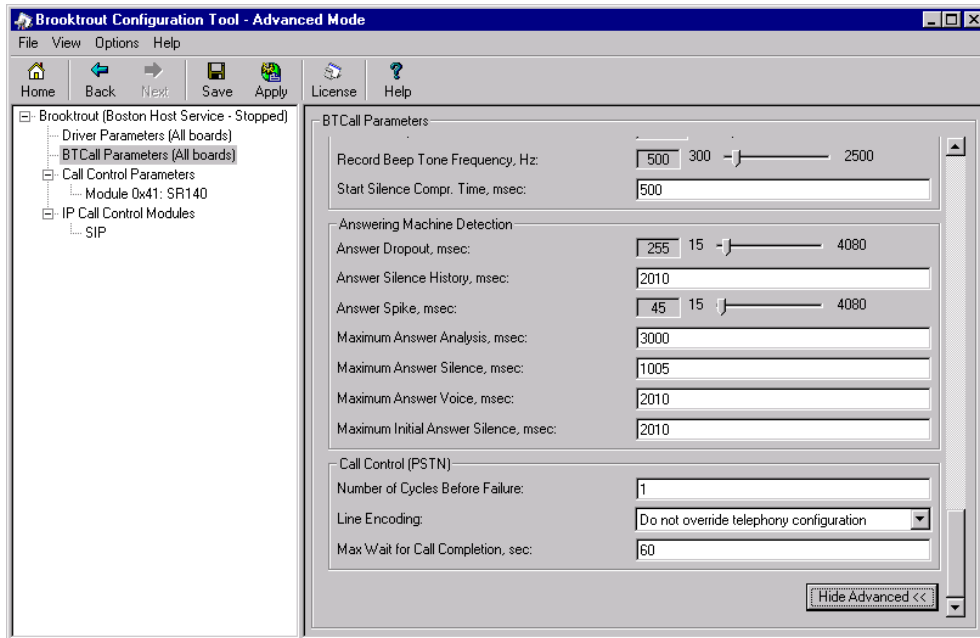 Brooktrout Configuration Tool - Advanced Mode
File View Options Help
Home Back Next Save Apply License Help
Brooktrout (Boston Host Service - Stopped)
Driver Parameters (All boards)
BTCall Parameters (All boards)
Call Control Parameters
Module 0x41: SR140
IP Call Control Modules
SIP
BTCall Parameters
Record Beep Tone Frequency, Hz: 500 300 2500
Start Silence Compr. Time, msec: 500
Answering Machine Detection
Answer Dropout, msec: 255 15 4080
Answer Silence History, msec: 2010
Answer Spike, msec: 45 15 4080
Maximum Answer Analysis, msec: 3000
Maximum Answer Silence, msec: 1005
Maximum Answer Voice, msec: 2010
Maximum Initial Answer Silence, msec: 2010
Call Control (PSTN)
Number of Cycles Before Failure: 1
Line Encoding: Do not override telephony configuration
Max Wait for Call Completion, sec: 60
Hide Advanced <<